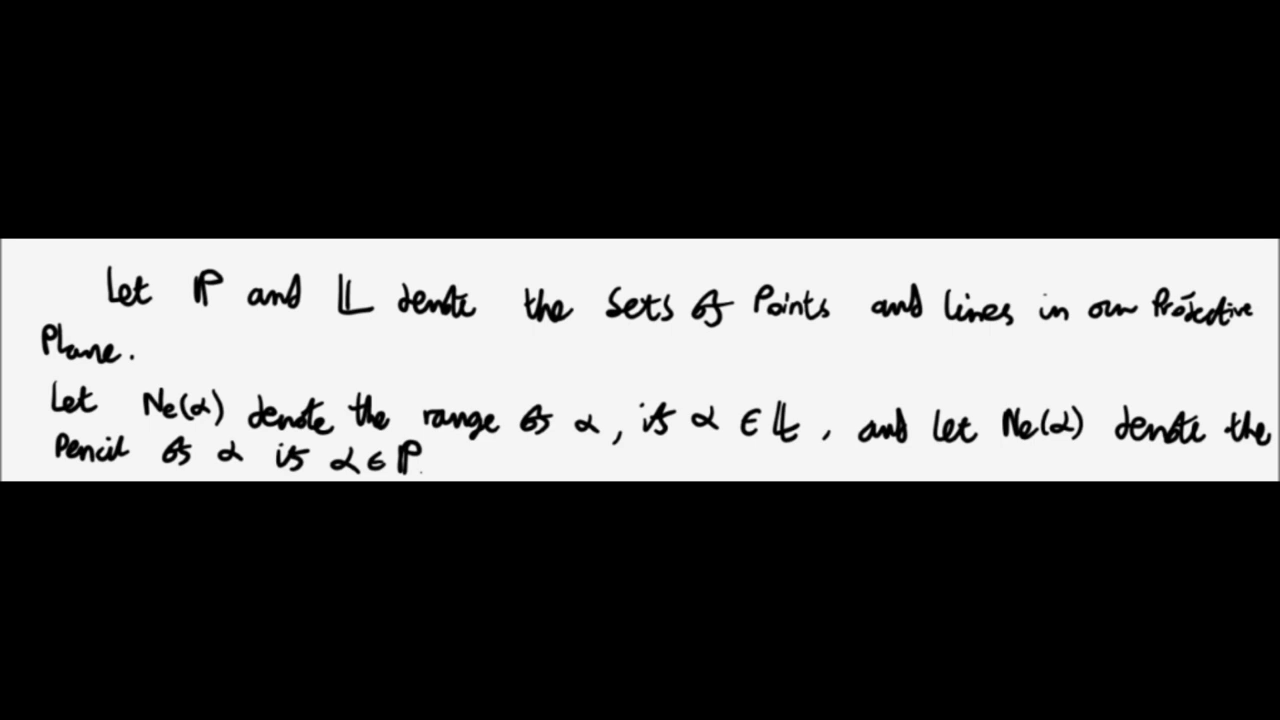 Let ℙ and 𝕃 denote the sets of Points and lines in our Projective
Plane.
Let Ne(α) denote the range of α, if α ∈ 𝕃, and let Ne(α) denote the
Pencil of α if α ∈ ℙ.